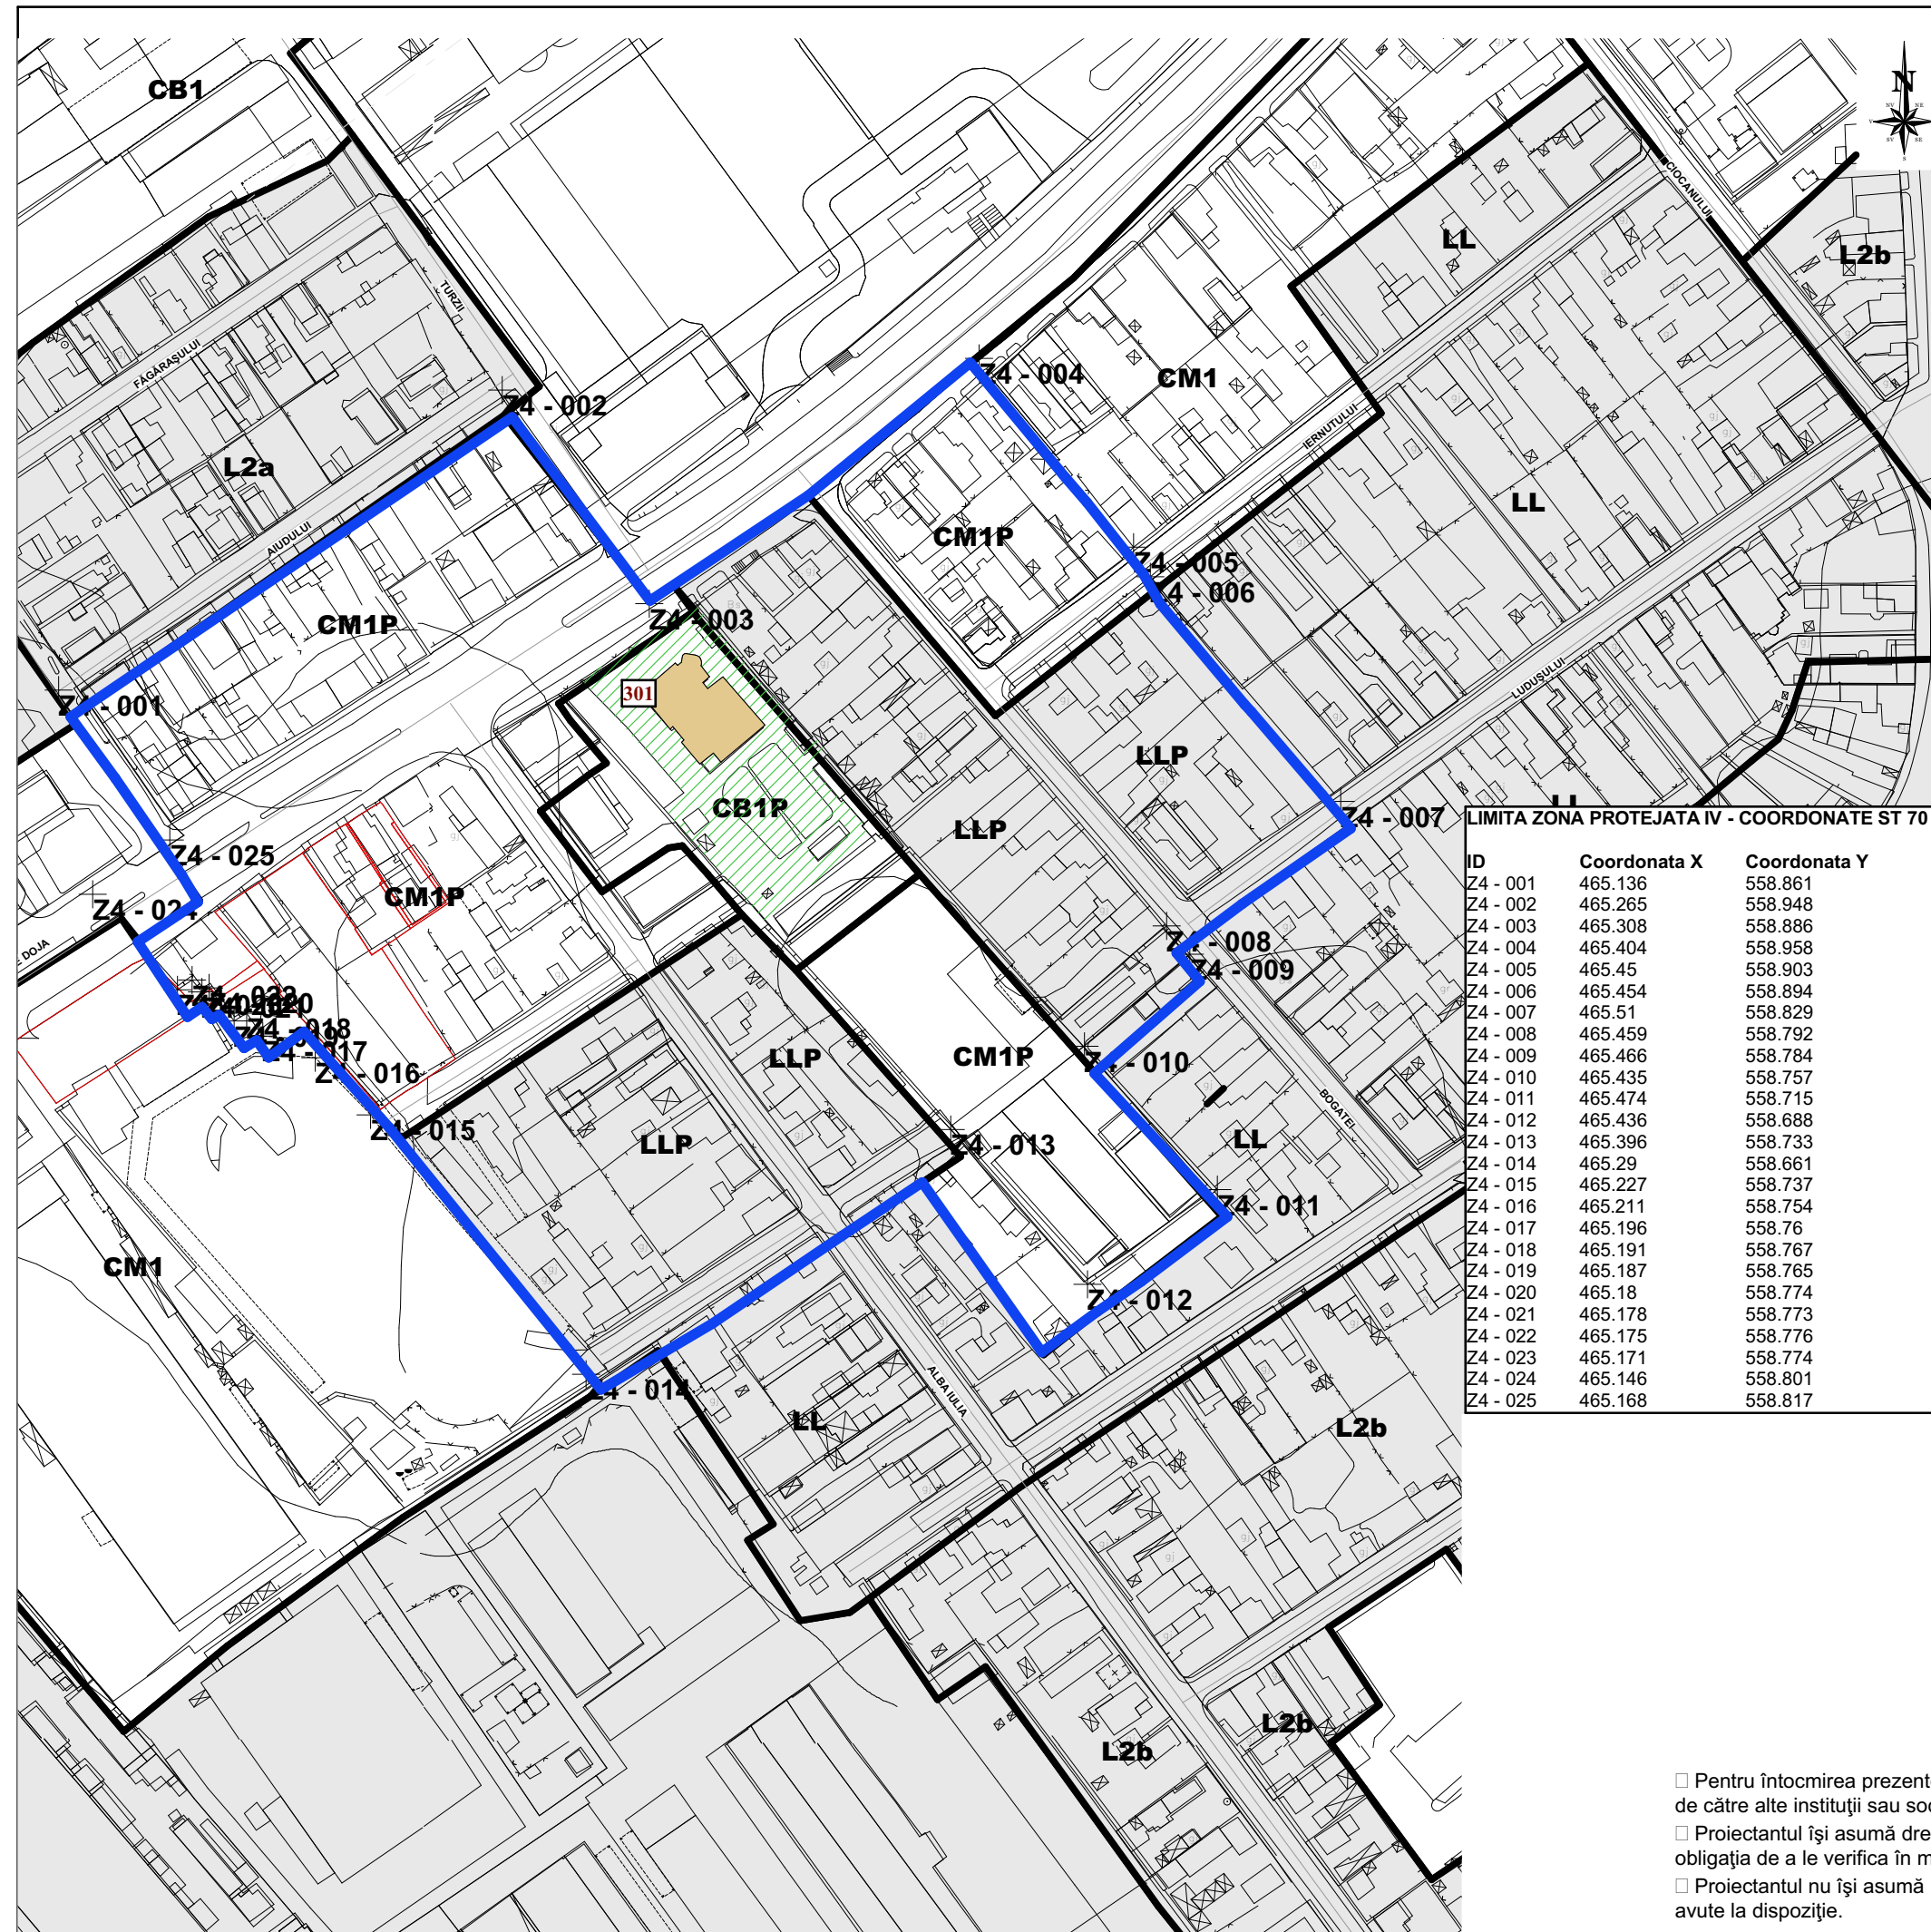 CB1
N
NV
NE
V
SV
SE
S
CIOCANULUI
LL
L2b
TURZII
FĂGĂRAȘULUI
Z4 - 004
CM1
Z4 - 002
IERNUTULUI
L2a
LL
AIUDULUI
CM1P
Z4 - 005
Z4 - 006
CM1P
Z4 - 003
LUDUȘULUI
301
Z4 - 001
LLP
CB1P
LL
Z4 - 007
LLP
Z4 - 025
CM1P
Z4 - 024
Z4 - 008
DOJA
Z4 - 009
Z4 - 018
Z4 - 017
LLP
CM1P
Z4 - 010
Z4 - 016
BOGATEI
Z4 - 015
LLP
Z4 - 013
LL
Z4 - 011
CM1
Z4 - 012
ALBA IULIA
Z4 - 014
LL
L2b
L2b
L2b
LIMITA ZONA PROTEJATA IV - COORDONATE ST 70
ID Coordonata X Coordonata Y
Z4 - 001 465.136 558.861
Z4 - 002 465.265 558.948
Z4 - 003 465.308 558.886
Z4 - 004 465.404 558.958
Z4 - 005 465.45 558.903
Z4 - 006 465.454 558.894
Z4 - 007 465.51 558.829
Z4 - 008 465.459 558.792
Z4 - 009 465.466 558.784
Z4 - 010 465.435 558.757
Z4 - 011 465.474 558.715
Z4 - 012 465.436 558.688
Z4 - 013 465.396 558.733
Z4 - 014 465.29 558.661
Z4 - 015 465.227 558.737
Z4 - 016 465.211 558.754
Z4 - 017 465.196 558.76
Z4 - 018 465.191 558.767
Z4 - 019 465.187 558.765
Z4 - 020 465.18 558.774
Z4 - 021 465.178 558.773
Z4 - 022 465.175 558.776
Z4 - 023 465.171 558.774
Z4 - 024 465.146 558.801
Z4 - 025 465.168 558.817
Pentru întocmirea prezent
de către alte instituţii sau soc
Proiectantul îşi asumă dre
obligaţia de a le verifica în m
Proiectantul nu îşi asumă
avute la dispoziţie.